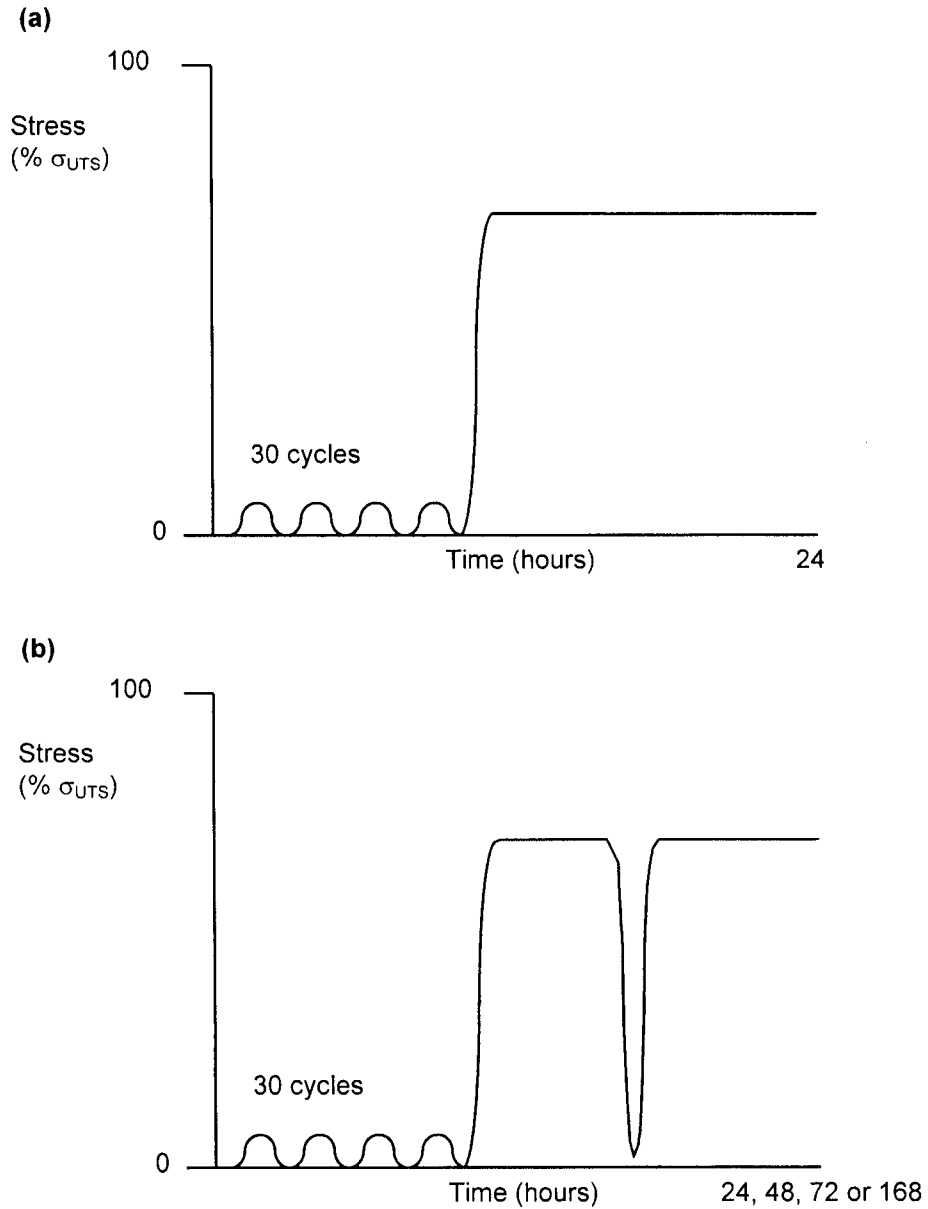 (a)
100
Stress
(% σUTS)
30 cycles
0
Time (hours)
24
(b)
100
Stress
(% σUTS)
30 cycles
0
Time (hours)
24, 48, 72 or 168